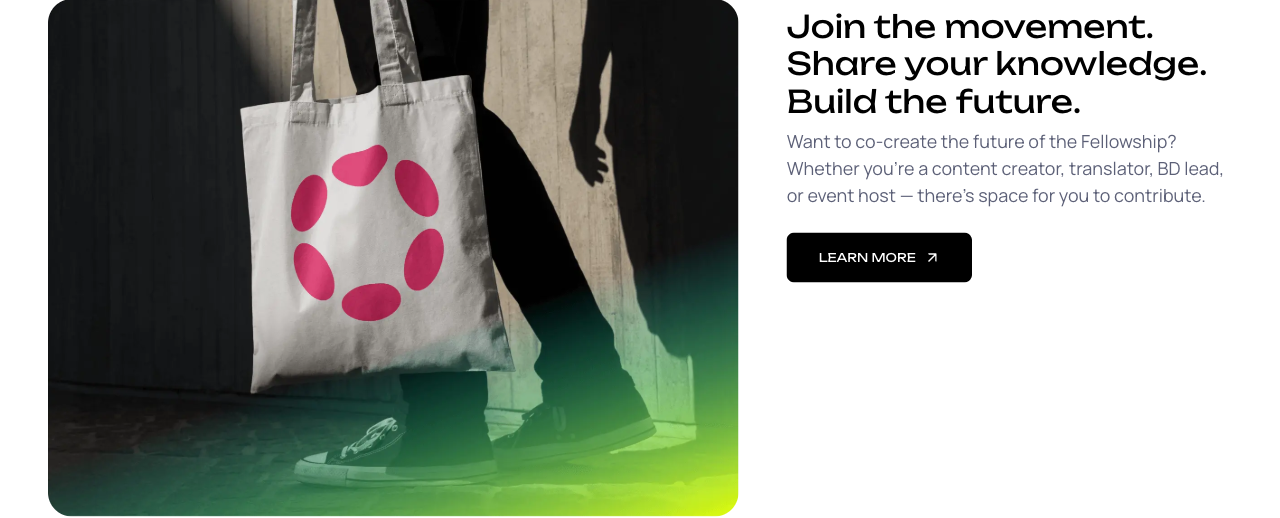 Join the movement.
Share your knowledge.
Build the future.
Want to co-create the future of the Fellowship?
Whether you're a content creator, translator, BD lead,
or event host — there's space for you to contribute.
LEARN MORE